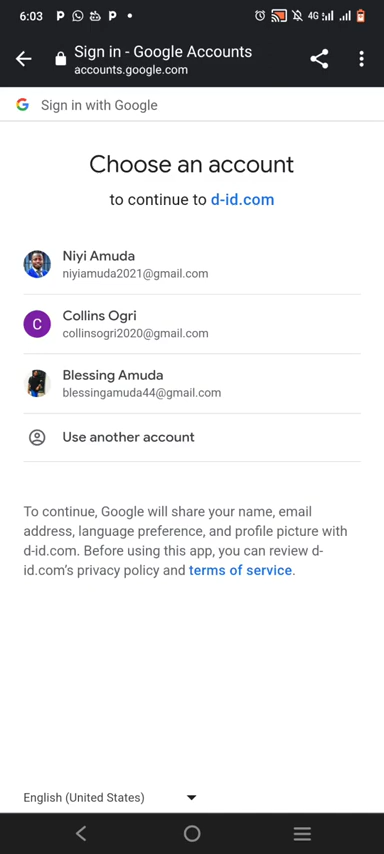 6:03
4G
Sign in - Google Accounts
accounts.google.com
G Sign in with Google
Choose an account
to continue to d-id.com
Niyi Amuda
niyiamuda2021@gmail.com
C
Collins Ogri
collinsogri2020@gmail.com
Blessing Amuda
blessingamuda44@gmail.com
Use another account
To continue, Google will share your name, email
address, language preference, and profile picture with
d-id.com. Before using this app, you can review d-
id.com's privacy policy and terms of service.
English (United States)